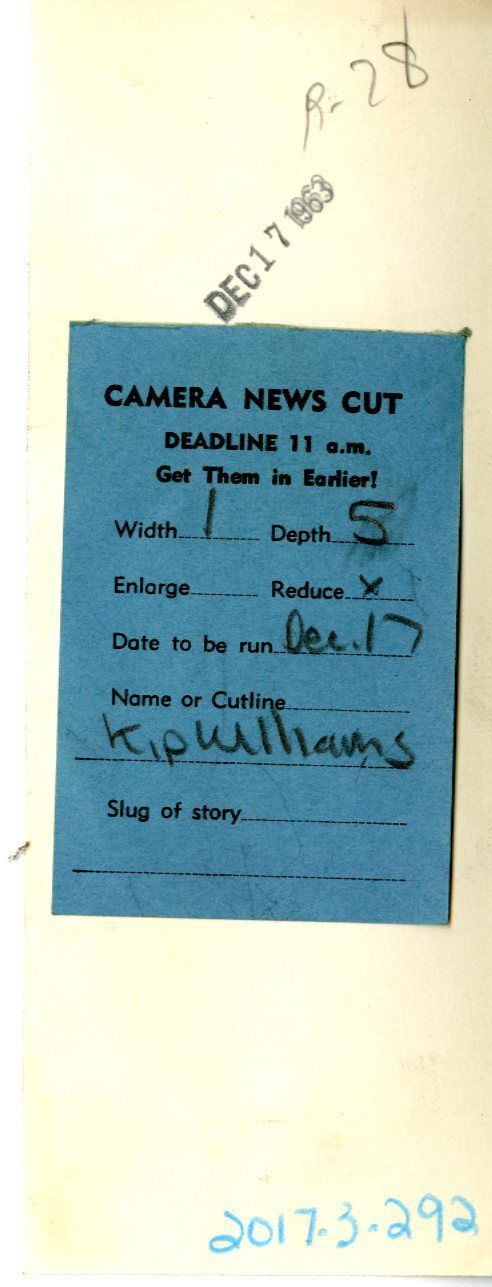 R-28
DEC 17 1963
CAMERA NEWS CUT
DEADLINE 11 a.m.
Get Them in Earlier!
Width 1 Depth 5
Enlarge Reduce x
Date to be run Dec. 17
Name or Cutline
Kip Williams
Slug of story
2017.3.292